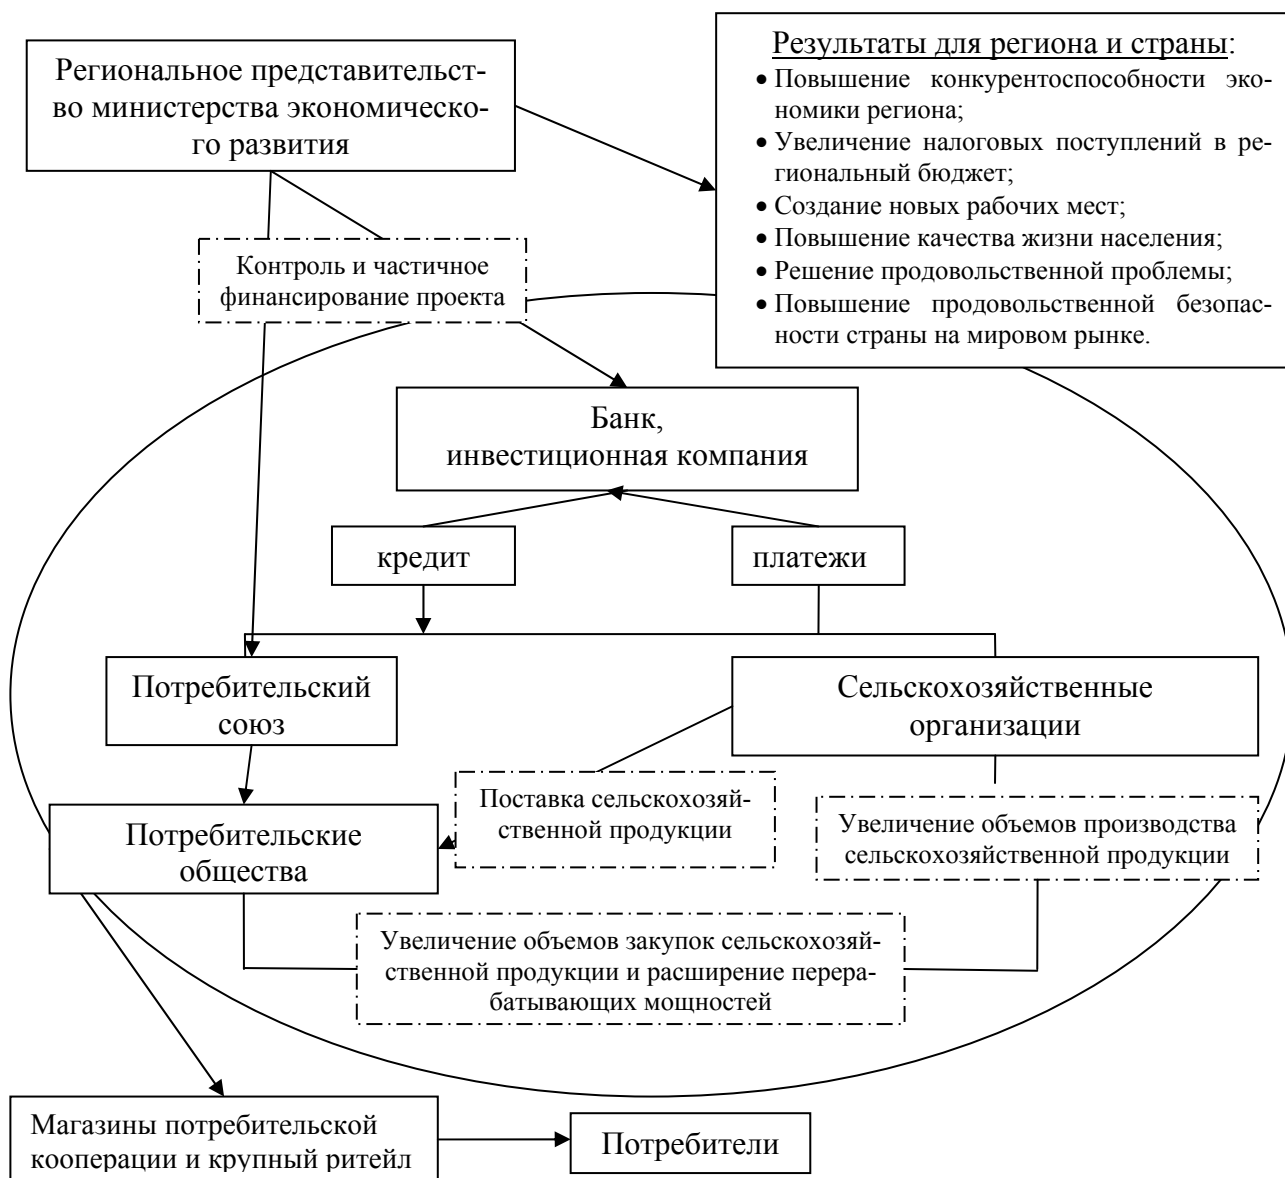 Региональное представительст-
во министерства экономическо-
го развития
Результаты для региона и страны:
• Повышение конкурентоспособности эко-
номики региона;
• Увеличение налоговых поступлений в ре-
гиональный бюджет;
• Создание новых рабочих мест;
• Повышение качества жизни населения;
• Решение продовольственной проблемы;
• Повышение продовольственной безопас-
ности страны на мировом рынке.
Контроль и частичное
финансирование проекта
Банк,
инвестиционная компания
кредит
платежи
Потребительский
союз
Сельскохозяйственные
организации
Поставка сельскохозяй-
ственной продукции
Увеличение объемов производства
сельскохозяйственной продукции
Потребительские
общества
Увеличение объемов закупок сельскохозяй-
ственной продукции и расширение перера-
батывающих мощностей
Магазины потребительской
кооперации и крупный ритейл
Потребители